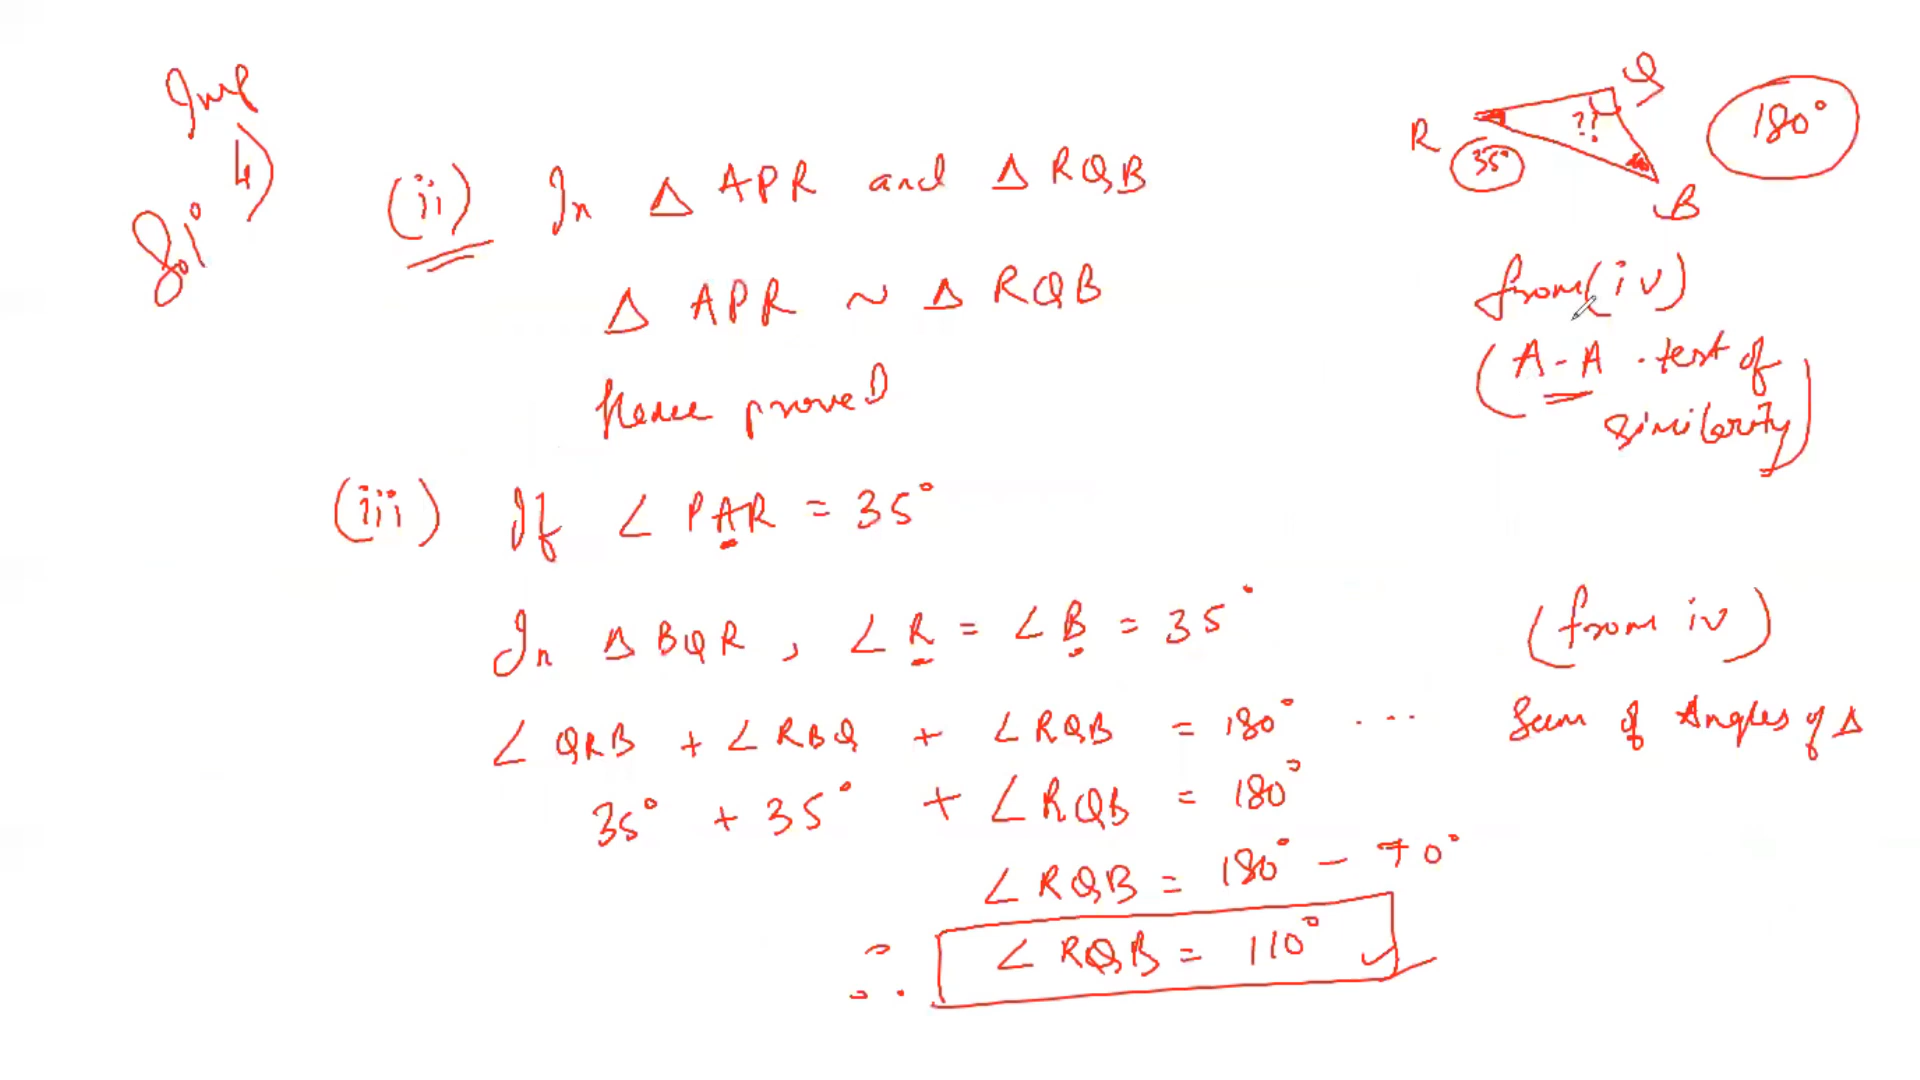 Imp
4)
Soln
(ii) In Δ APR and Δ RQB
Δ APR ~ Δ RQB
Hence proved
Q
R
??
35°
B
180°
from (iv)
(A-A test of
similarity)
(iii) If ∠ PAR = 35°
In Δ BQR, ∠ R = ∠ B = 35° (from iv)
∠ QRB + ∠ RBQ + ∠ RQB = 180° ... Sum of Angles of Δ
35° + 35° + ∠ RQB = 180°
∠ RQB = 180° - 70°
∴ ∠ RQB = 110°